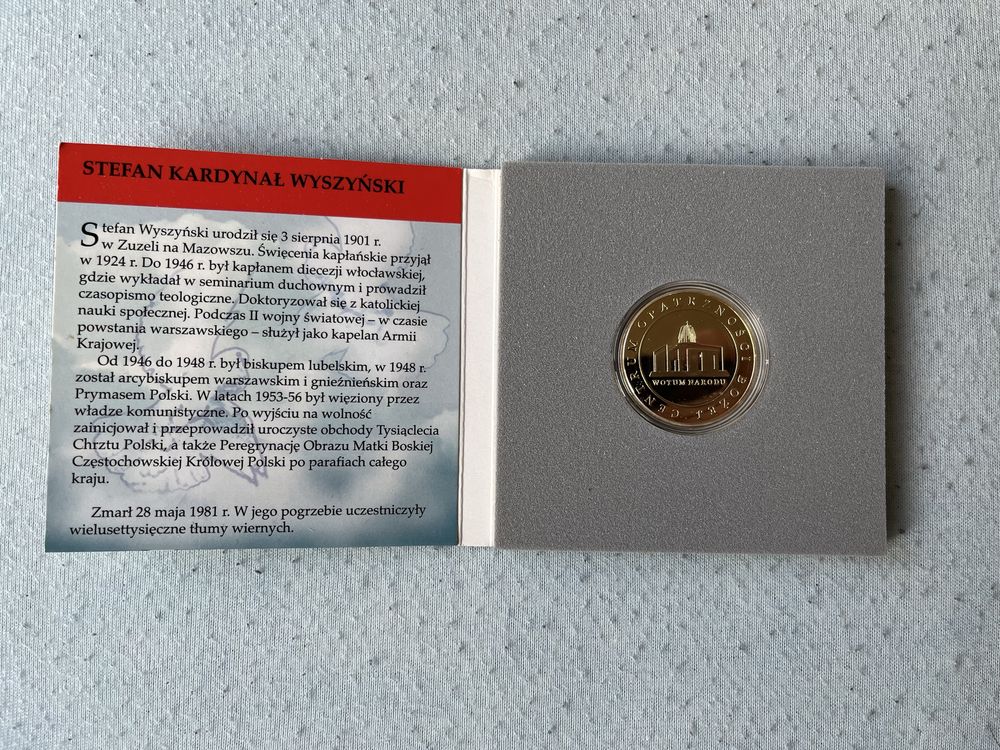 STEFAN KARDYNAŁ WYSZYŃSKI
Stefan Wyszyński urodził się 3 sierpnia 1901 r.
w Zuzeli na Mazowszu. Święcenia kapłańskie przyjął
w 1924 r. Do 1946 r. był kapłanem diecezji włocławskiej,
gdzie wykładał w seminarium duchownym i prowadził
czasopismo teologiczne. Doktoryzował się z katolickiej
nauki społecznej. Podczas II wojny światowej – w czasie
powstania warszawskiego – służył jako kapelan Armii
Krajowej.
Od 1946 do 1948 r. był biskupem lubelskim, w 1948 r.
został arcybiskupem warszawskim i gnieźnieńskim oraz
Prymasem Polski. W latach 1953-56 był więziony przez
władze komunistyczne. Po wyjściu na wolność
zainicjował i przeprowadził uroczyste obchody Tysiąclecia
Chrztu Polski, a także Peregrynację Obrazu Matki Boskiej
Częstochowskiej Królowej Polski po parafiach całego
kraju.
Zmarł 28 maja 1981 r. W jego pogrzebie uczestniczyły
wielusettysięczne tłumy wiernych.
CENTRUM OPATRZNOŚCI BOŻEJ
WOTUM NARODU